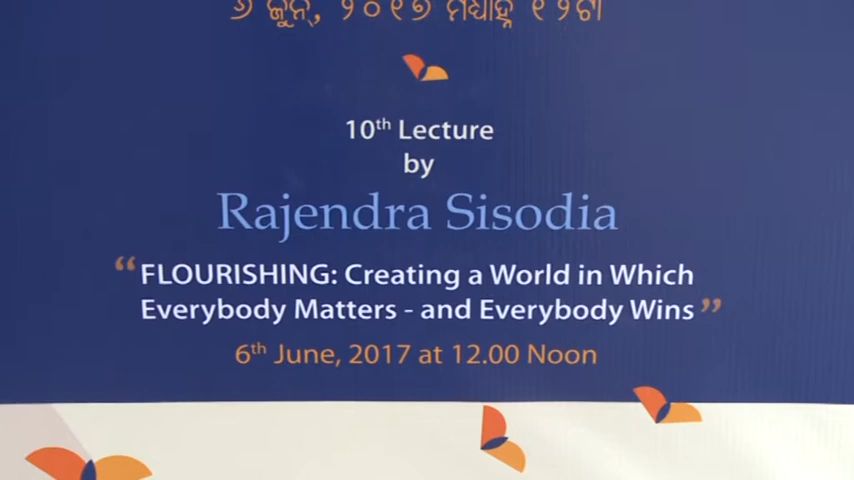 ୬ ଜୁନ୍, ୨୦୧୭ ମଧ୍ୟାହ୍ନ ୧୨ଟା
10th Lecture
by
Rajendra Sisodia
“FLOURISHING: Creating a World in Which
Everybody Matters - and Everybody Wins”
6th June, 2017 at 12.00 Noon